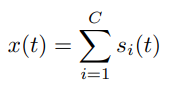 x(t) = \sum_{i=1}^{C} s_i(t)